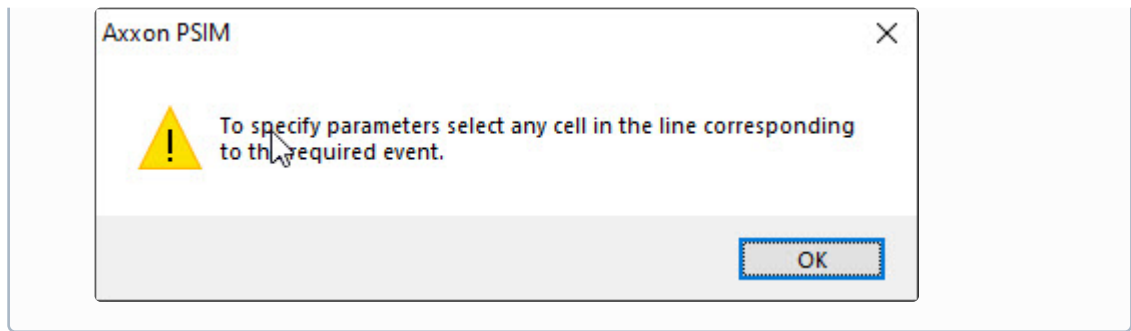 Axxon PSIM
To specify parameters select any cell in the line corresponding
to the required event.
OK